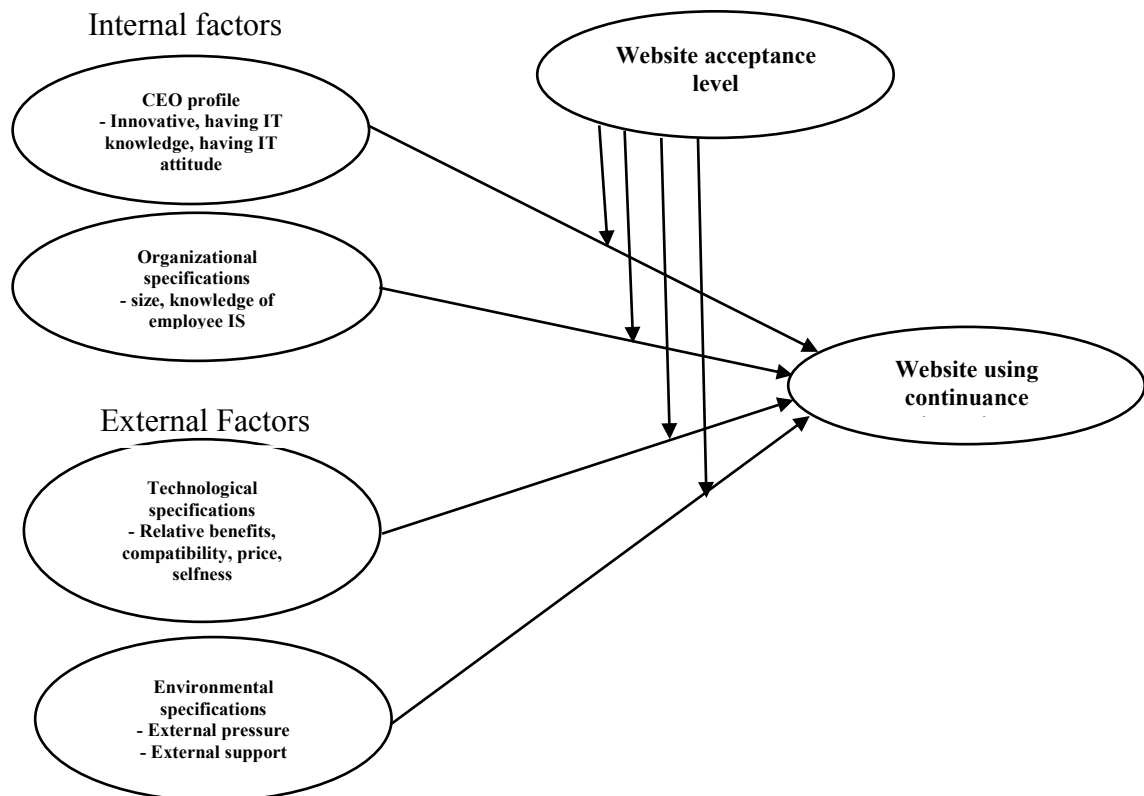 Internal factors
CEO profile
- Innovative, having IT
knowledge, having IT
attitude
Organizational
specifications
- size, knowledge of
employee IS
External Factors
Technological
specifications
- Relative benefits,
compatibility, price,
selfness
Environmental
specifications
- External pressure
- External support
Website acceptance
level
Website using
continuance